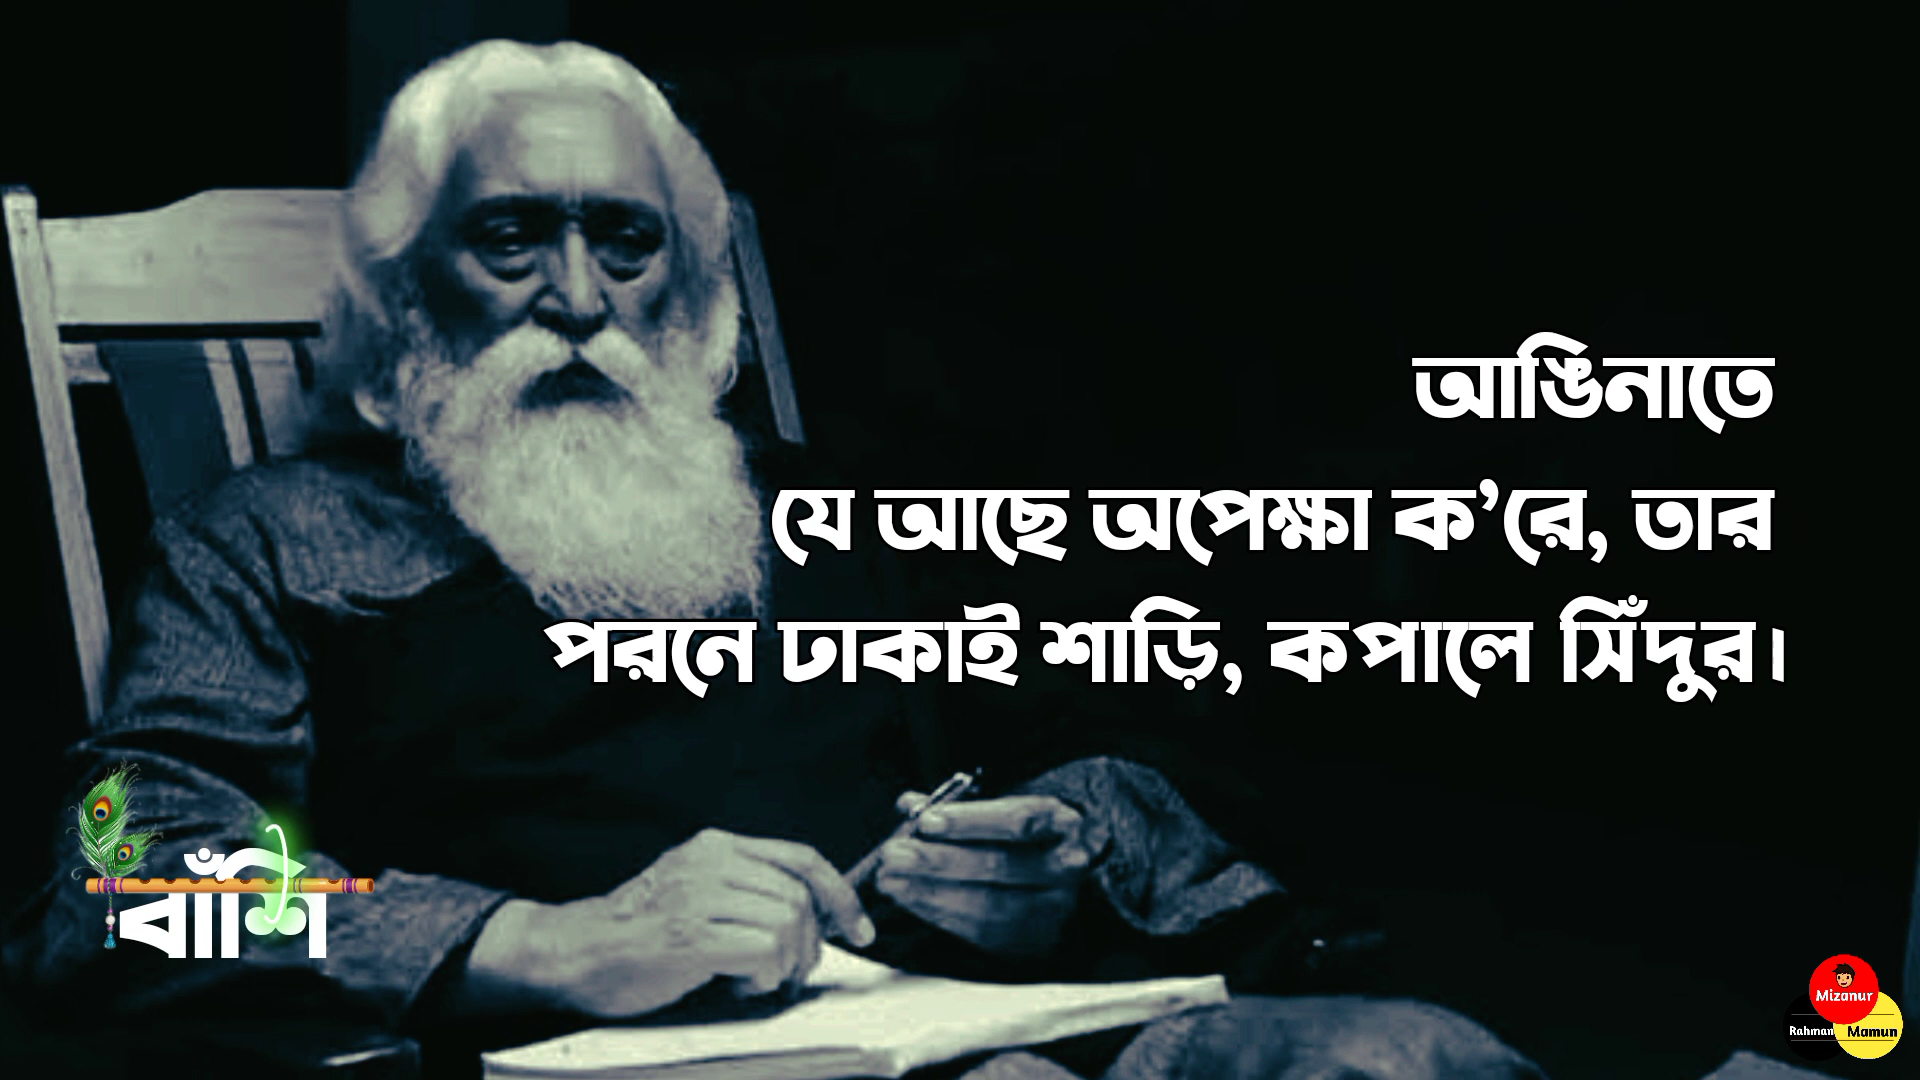 আঙিনাতে
যে আছে অপেক্ষা ক’রে, তার
পরনে ঢাকাই শাড়ি, কপালে সিঁদুর।
বাঁশি
Mizanur
Rahman Mamun